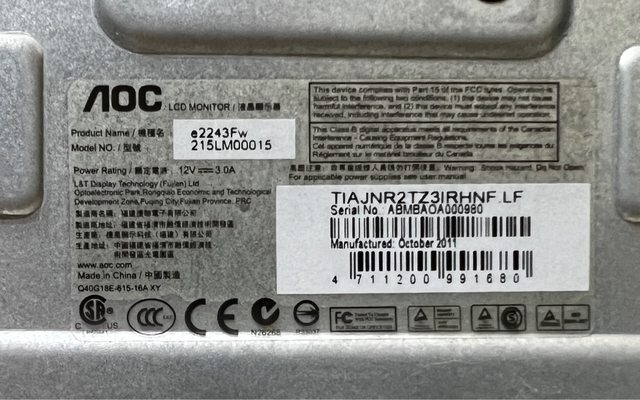 AOC LCD MONITOR / 液晶顯示器
Product Name / 機種名: e2243Fw
Model NO. / 型號: 215LM00015
Power Rating / 額定電源: 12V⎓3.0A
L&T Display Technology (Fujian) Ltd
Optoelectronic Park, Rongqiao Economic and Technological
Development Zone, Fuqing City, Fujian Province, PRC
www.aoc.com
Made in China / 中國製造
Q40G18E-615-16A XY
This device complies with Part 15 of the FCC rules. Operation is
subject to the following two conditions. (1) this device may not cause
harmful interference, and (2) this device must accept any interference
received, including interference that may cause undesired operation.
This Class B digital apparatus meets all requirements of the Canadian
Interference - Causing Equipment Regulations.
Cet appareil numérique de la classe B respecte toutes les exigences du
Règlement sur le matériel brouilleur du Canada.
Warning: Shock Hazard, Do Not Open
For applicable power supplies see user manual.
TIAJNR2TZ3IRHNF.LF
Serial No.: ABMBAOA000980
Manufactured: October 2011
4 711200 991680
C US
CCC
CE
N26268
R33037
FC